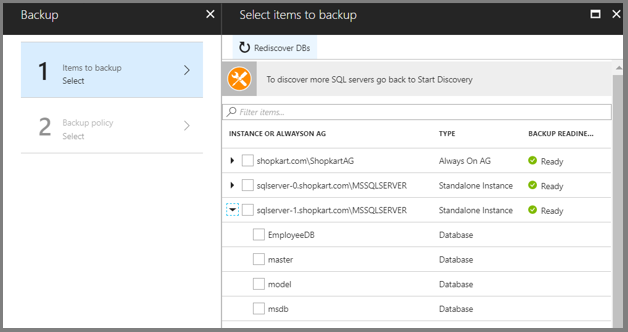 Backup
Select items to backup
1 Items to backup
Select
2 Backup policy
Select
Rediscover DBs
To discover more SQL servers go back to Start Discovery
Filter items...
INSTANCE OR ALWAYSON AG TYPE BACKUP READINE...
shopkart.com\ShopkartAG Always On AG Ready
sqlserver-0.shopkart.com\MSSQLSERVER Standalone Instance Ready
sqlserver-1.shopkart.com\MSSQLSERVER Standalone Instance Ready
EmployeeDB Database
master Database
model Database
msdb Database